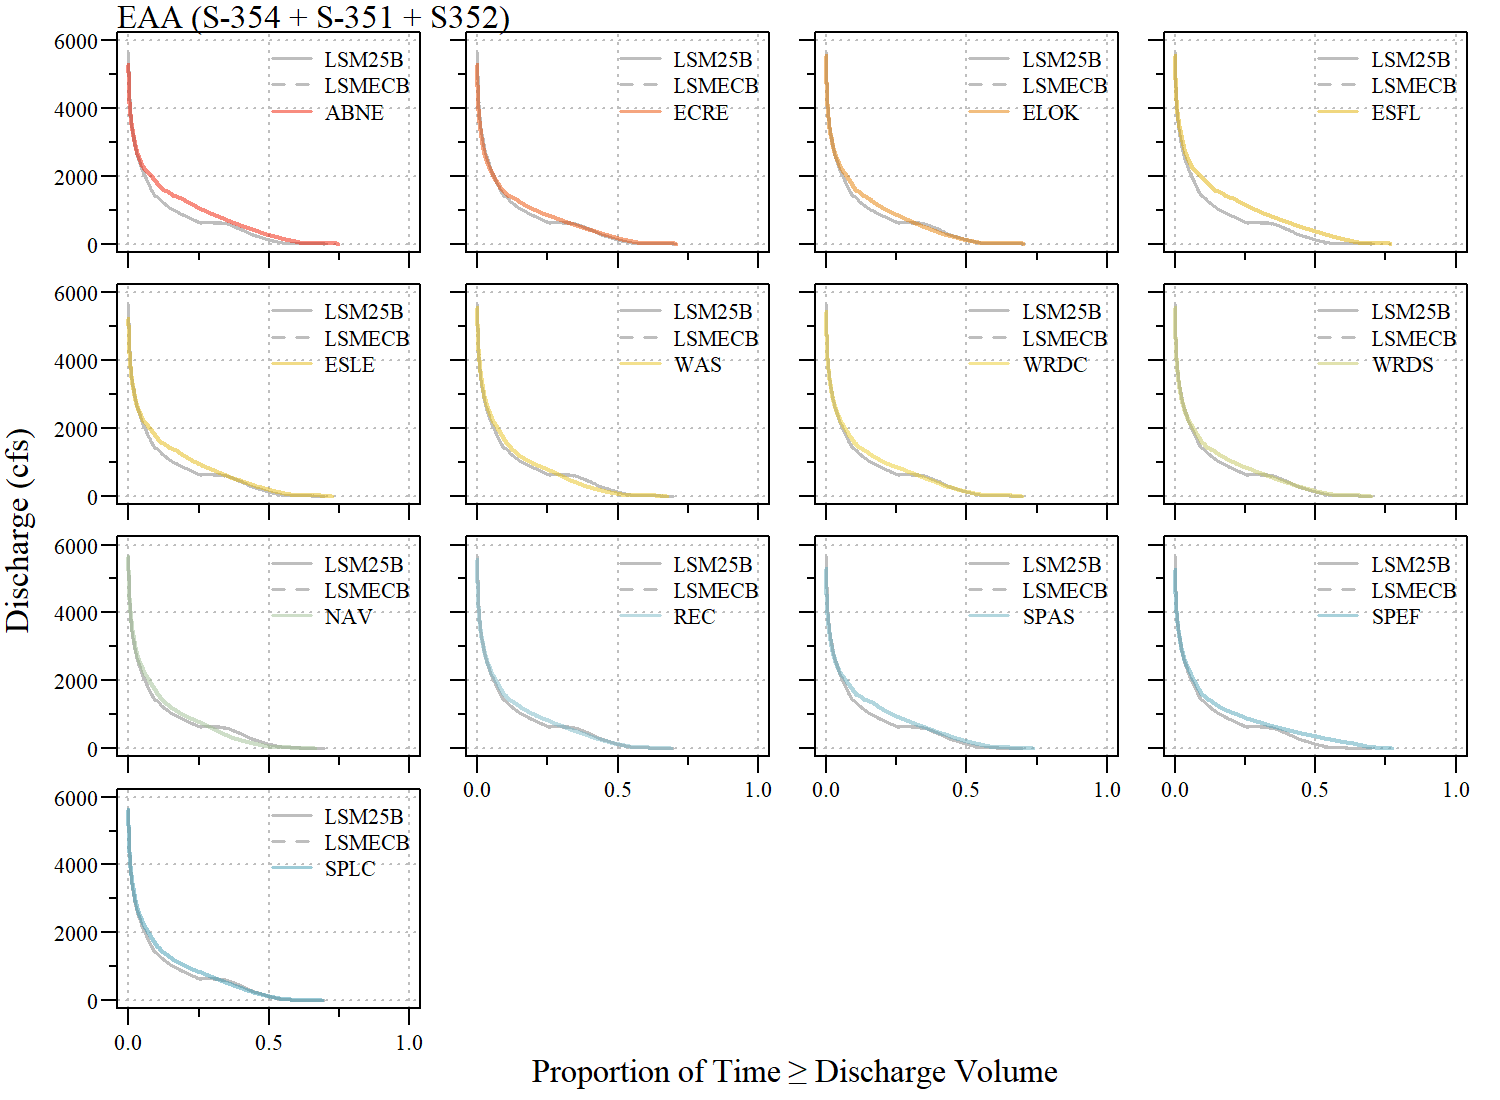 EAA (S-354 + S-351 + S352)
6000
4000
2000
0
LSM25B
LSMECB
ABNE
LSM25B
LSMECB
ECRE
LSM25B
LSMECB
ELOK
LSM25B
LSMECB
ESFL
6000
4000
2000
0
LSM25B
LSMECB
ESLE
LSM25B
LSMECB
WAS
LSM25B
LSMECB
WRDC
LSM25B
LSMECB
WRDS
Discharge (cfs)
6000
4000
2000
0
LSM25B
LSMECB
NAV
LSM25B
LSMECB
REC
0.0 0.5 1.0
LSM25B
LSMECB
SPAS
0.0 0.5 1.0
LSM25B
LSMECB
SPEF
0.0 0.5 1.0
6000
4000
2000
0
LSM25B
LSMECB
SPLC
0.0 0.5 1.0
Proportion of Time ≥ Discharge Volume